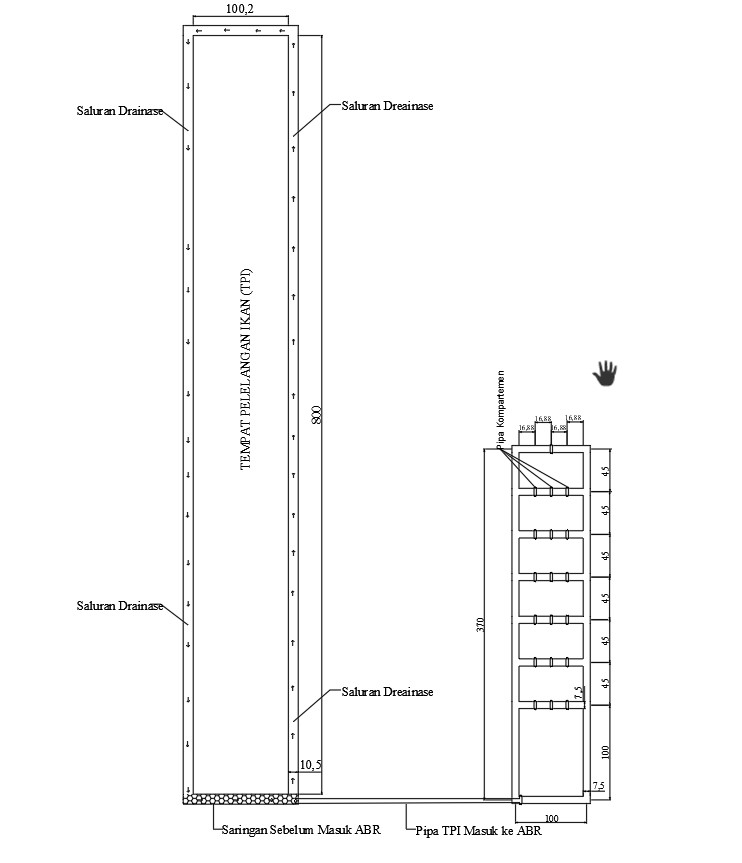 100,2
Saluran Drainase
Saluran Dreainase
TEMPAT PELELANGAN IKAN (TPI)
800
Saluran Drainase
Saluran Dreainase
10,5
Saringan Sebelum Masuk ABR
Pipa TPI Masuk ke ABR
Pipa Kompartemen
16,88
16,88
16,88
16,88
370
45
45
45
45
45
45
7,5
100
7,5
100